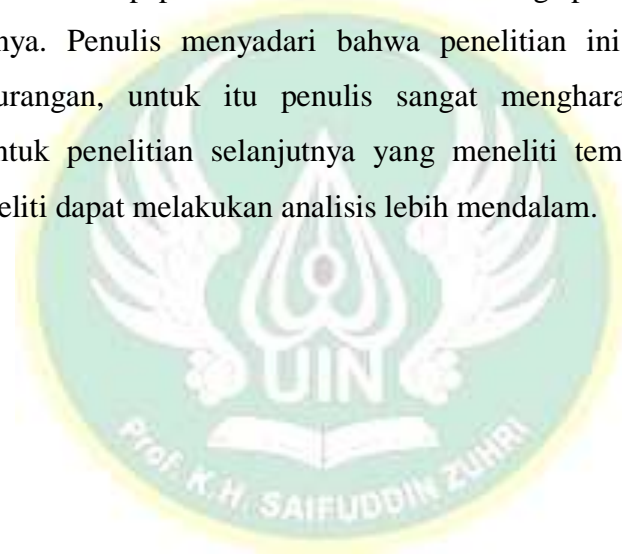 nya. Penulis menyadari bahwa penelitian ini
urangan, untuk itu penulis sangat menghara
ntuk penelitian selanjutnya yang meneliti tem
eliti dapat melakukan analisis lebih mendalam.
UIN
Prof. K.H. SAIFUDDIN ZUHRI